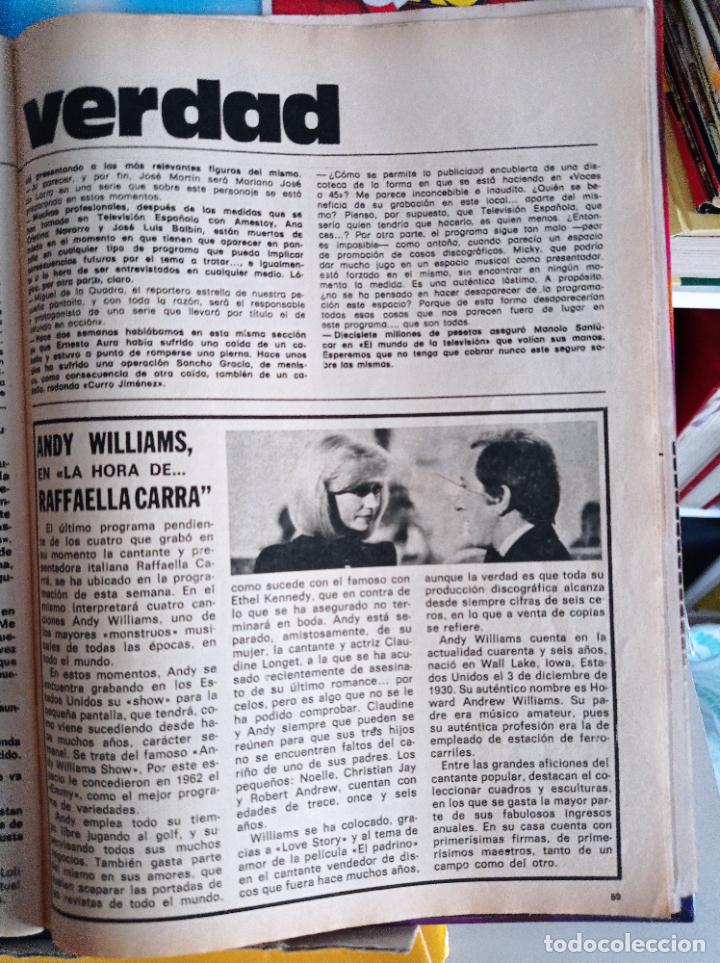 verdad
presentando a las más relevantes figuras del mismo.
parecer, y por fin, José Martín será Mariano José
de Larra en una serie que sobre este personaje se está
en estos momentos.
profesionales, después de las medidas que se
han tomado en Televisión Española con Amestoy, Ana
Cristina Navarro y José Luis Balbín, están muertos de
en el momento en que tienen que aparecer en pan-
en cualquier tipo de programa que pueda implicar
futuras por el tema a tratar..., e igualmen-
a la hora de ser entrevistados en cualquier medio. Ló-
por otra parte, claro.
Miguel de la Quadra, el reportero estrella de nuestra pe-
queña pantalla, y con toda la razón, será el responsable
protagonista de una serie que llevará por título el de
mundo en acción».
Hace dos semanas hablábamos en esta misma sección
que Ernesto Aura había sufrido una caída de un ca-
ballo y estuvo a punto de romperse una pierna. Hace unos
días ha sufrido una operación Sancho Gracia, de menis-
co, como consecuencia de otra caída, también de un ca-
redonda «Curro Jiménez».
—¿Cómo se permite la publicidad encubierta de una dis-
coteca de la forma en que se está haciendo en «Voces
a 45»? Me parece inconcebible e inaudito. ¿Quién se be-
neficia de su grabación en este local... aparte del mis-
mo? Pienso, por supuesto, que Televisión Española, que
sería quien tendría que hacerlo, es quien menos. ¿Enton-
ces...? Por otra parte, el programa sigue tan malo —peor
es imposible— como antaño, cuando parecía un espacio
de promoción de casas discográficas. Micky, que podría
dar mucho jugo en un espacio musical como presentador,
está forzado en el mismo, sin encontrar en ningún mo-
mento la medida. Es una auténtica lástima. A propósito,
¿no se ha pensado en hacer desaparecer de la programa-
ción este espacio? Porque de esta forma desaparecerían
todas esas cosas que nos parecen fuera de lugar en
este programa... que son todas.
—Diecisiete millones de pesetas aseguró Manolo Sanlú-
car en «El mundo de la televisión» que valían sus manos.
Esperemos que no tenga que cobrar nunca este seguro so-
bre las mismas.
ANDY WILLIAMS,
EN «LA HORA DE...
RAFFAELLA CARRA"
El último programa pendien-
te de los cuatro que grabó en
su momento la cantante y pre-
sentadora italiana Raffaella Ca-
rrá, se ha ubicado en la progra-
mación de esta semana. En el
mismo interpretará cuatro can-
ciones Andy Williams, uno de
los mayores «monstruos» musi-
cales de todas las épocas, en
todo el mundo.
En estos momentos, Andy se
encuentra grabando en los Es-
tados Unidos su «show» para la
pequeña pantalla, que tendrá, co-
mo viene sucediendo desde ha-
ce muchos años, carácter se-
manal. Se trata del famoso «An-
dy Williams Show». Por este es-
pacio le concedieron en 1962 el
«Emmy», como el mejor progra-
ma de variedades.
Andy emplea todo su tiem-
po libre jugando al golf, y su-
pervisando todos sus muchos
negocios. También gasta parte
del mismo en sus amores, que
suelen acaparar las portadas de
las revistas de todo el mundo.
como sucede con el famoso con
Ethel Kennedy, que en contra de
lo que se ha asegurado no ter-
minará en boda. Andy está se-
parado, amistosamente, de su
mujer, la cantante y actriz Clau-
dine Longet, a la que se ha acu-
sado recientemente de asesina-
to de su último romance... por
celos, pero es algo que no se le
ha podido comprobar. Claudine
y Andy siempre que pueden se
reúnen para que sus tres hijos
no se encuentren faltos del ca-
riño de uno de sus padres. Los
pequeños: Noelle, Christian Jay
y Robert Andrew, cuentan con
edades de trece, once y seis
años.
Williams se ha colocado, gra-
cias a «Love Story» y al tema de
amor de la película «El padrino»
en el cantante vendedor de dis-
cos que fuera hace muchos años,
aunque la verdad es que toda su
producción discográfica alcanza
desde siempre cifras de seis ce-
ros, en lo que a venta de copias
se refiere.
Andy Williams cuenta en la
actualidad cuarenta y seis años,
nació en Wall Lake, Iowa, Esta-
dos Unidos el 3 de diciembre de
1930. Su auténtico nombre es Ho-
ward Andrew Williams. Su pa-
dre era músico amateur, pues
su auténtica profesión era la de
empleado de estación de ferro-
carriles.
Entre las grandes aficiones del
cantante popular, destacan el co-
leccionar cuadros y esculturas,
en los que se gasta la mayor parte
de sus fabulosos ingresos
anuales. En su casa cuenta con
primerísimas firmas, de prime-
rísimos maestros, tanto de un
campo como del otro.
69
todocoleccion